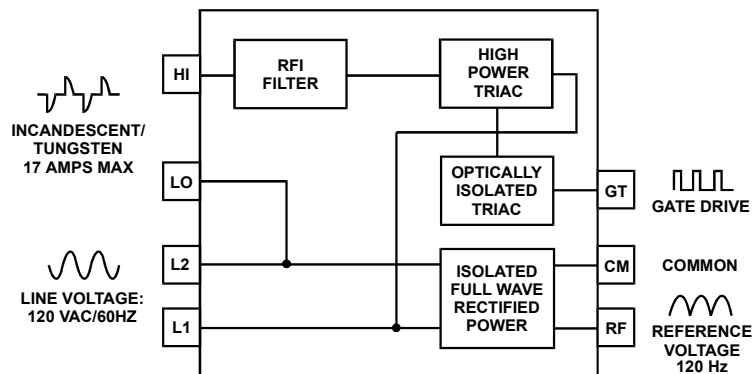 HI
RFI
FILTER
HIGH
POWER
TRIAC
INCANDESCENT/
TUNGSTEN
17 AMPS MAX
LO
OPTICALLY
ISOLATED
TRIAC
GT
GATE DRIVE
L2
LINE VOLTAGE:
120 VAC/60HZ
L1
ISOLATED
FULL WAVE
RECTIFIED
POWER
CM
COMMON
RF
REFERENCE
VOLTAGE
120 Hz